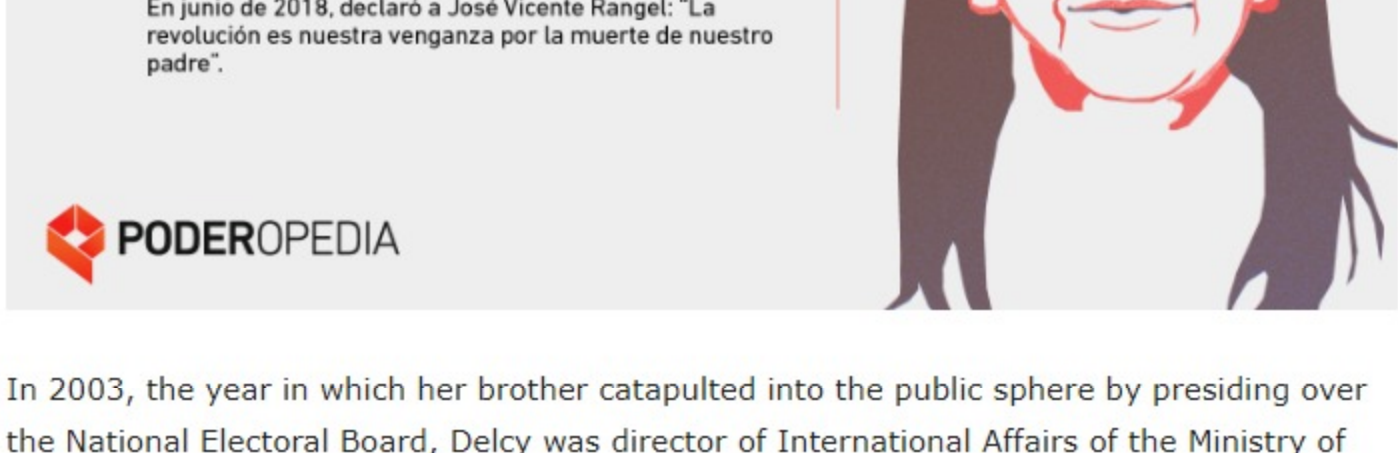 En junio de 2018, declaró a José Vicente Rangel: "La
revolución es nuestra venganza por la muerte de nuestro
padre".
PODEROPEDIA
In 2003, the year in which her brother catapulted into the public sphere by presiding over
the National Electoral Board, Delcy was director of International Affairs of the Ministry of